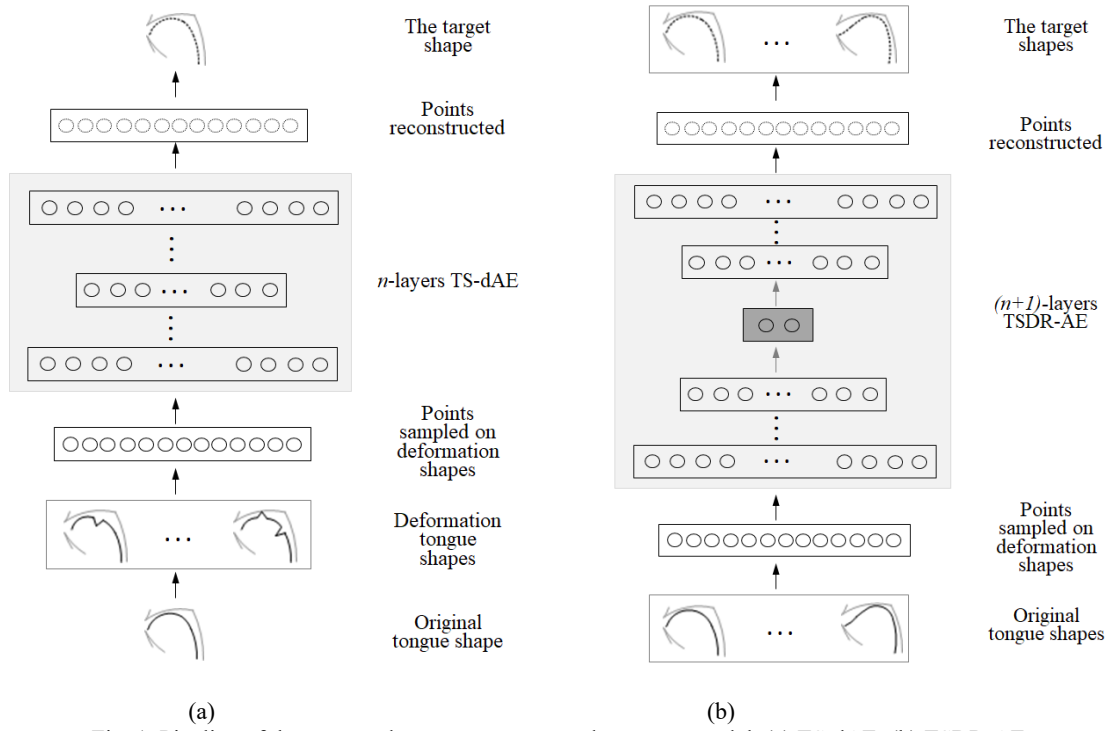 The target
shape
Points
reconstructed
n-layers TS-dAE
Points
sampled on
deformation
shapes
Deformation
tongue
shapes
Original
tongue shape
(a)
The target
shapes
Points
reconstructed
(n+1)-layers
TSDR-AE
Points
sampled on
deformation
shapes
Original
tongue shapes
(b)